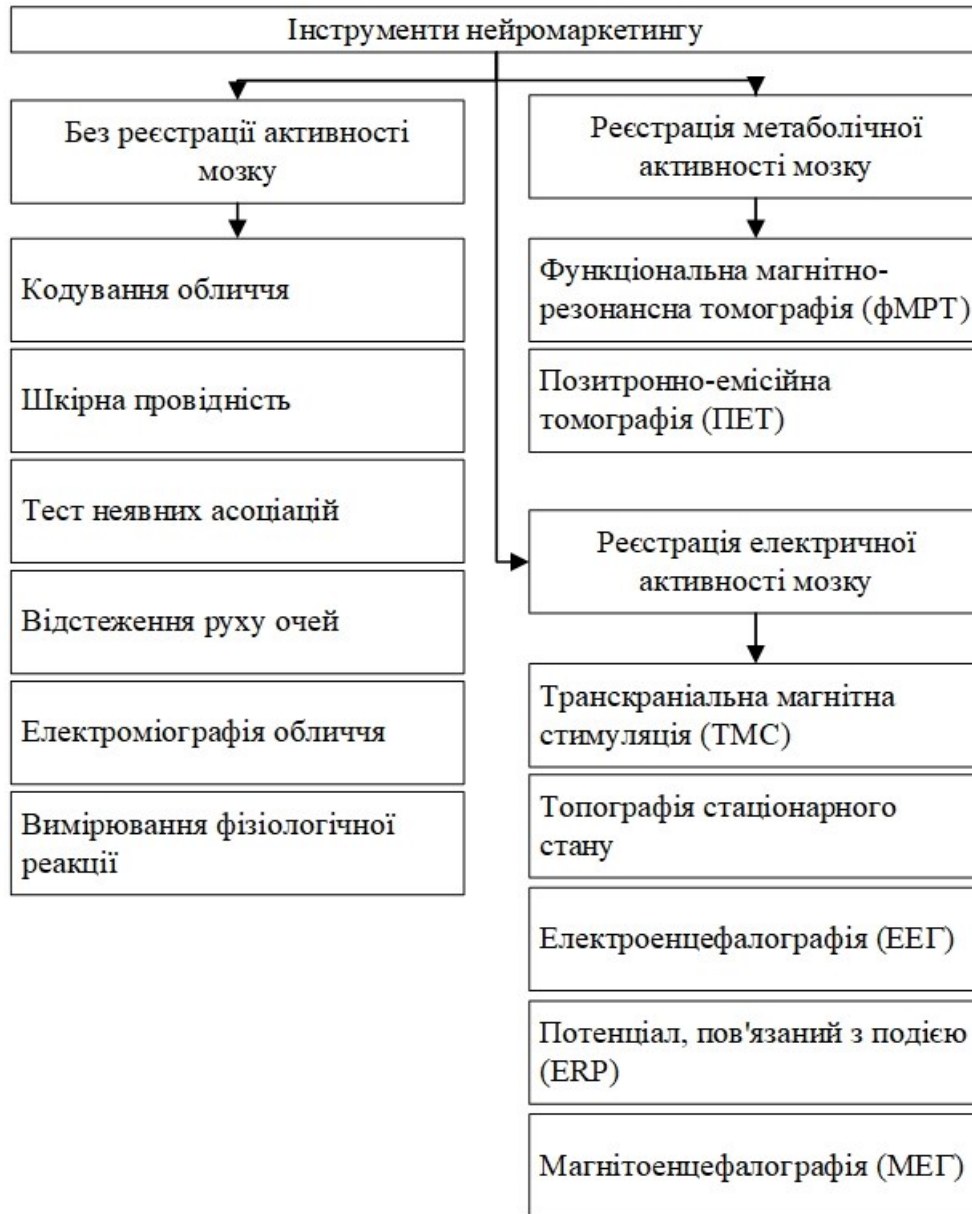 Інструменти нейромаркетингу
Без реєстрації активності
мозку
Кодування обличчя
Шкірна провідність
Тест неявних асоціацій
Відстеження руху очей
Електроміографія обличчя
Вимірювання фізіологічної
реакції
Реєстрація метаболічної
активності мозку
Функціональна магнітно-
резонансна томографія (фМРТ)
Позитронно-емісійна
томографія (ПЕТ)
Реєстрація електричної
активності мозку
Транскраніальна магнітна
стимуляція (ТМС)
Топографія стаціонарного
стану
Електроенцефалографія (ЕЕГ)
Потенціал, пов'язаний з подією
(ERP)
Магнітоенцефалографія (МЕГ)